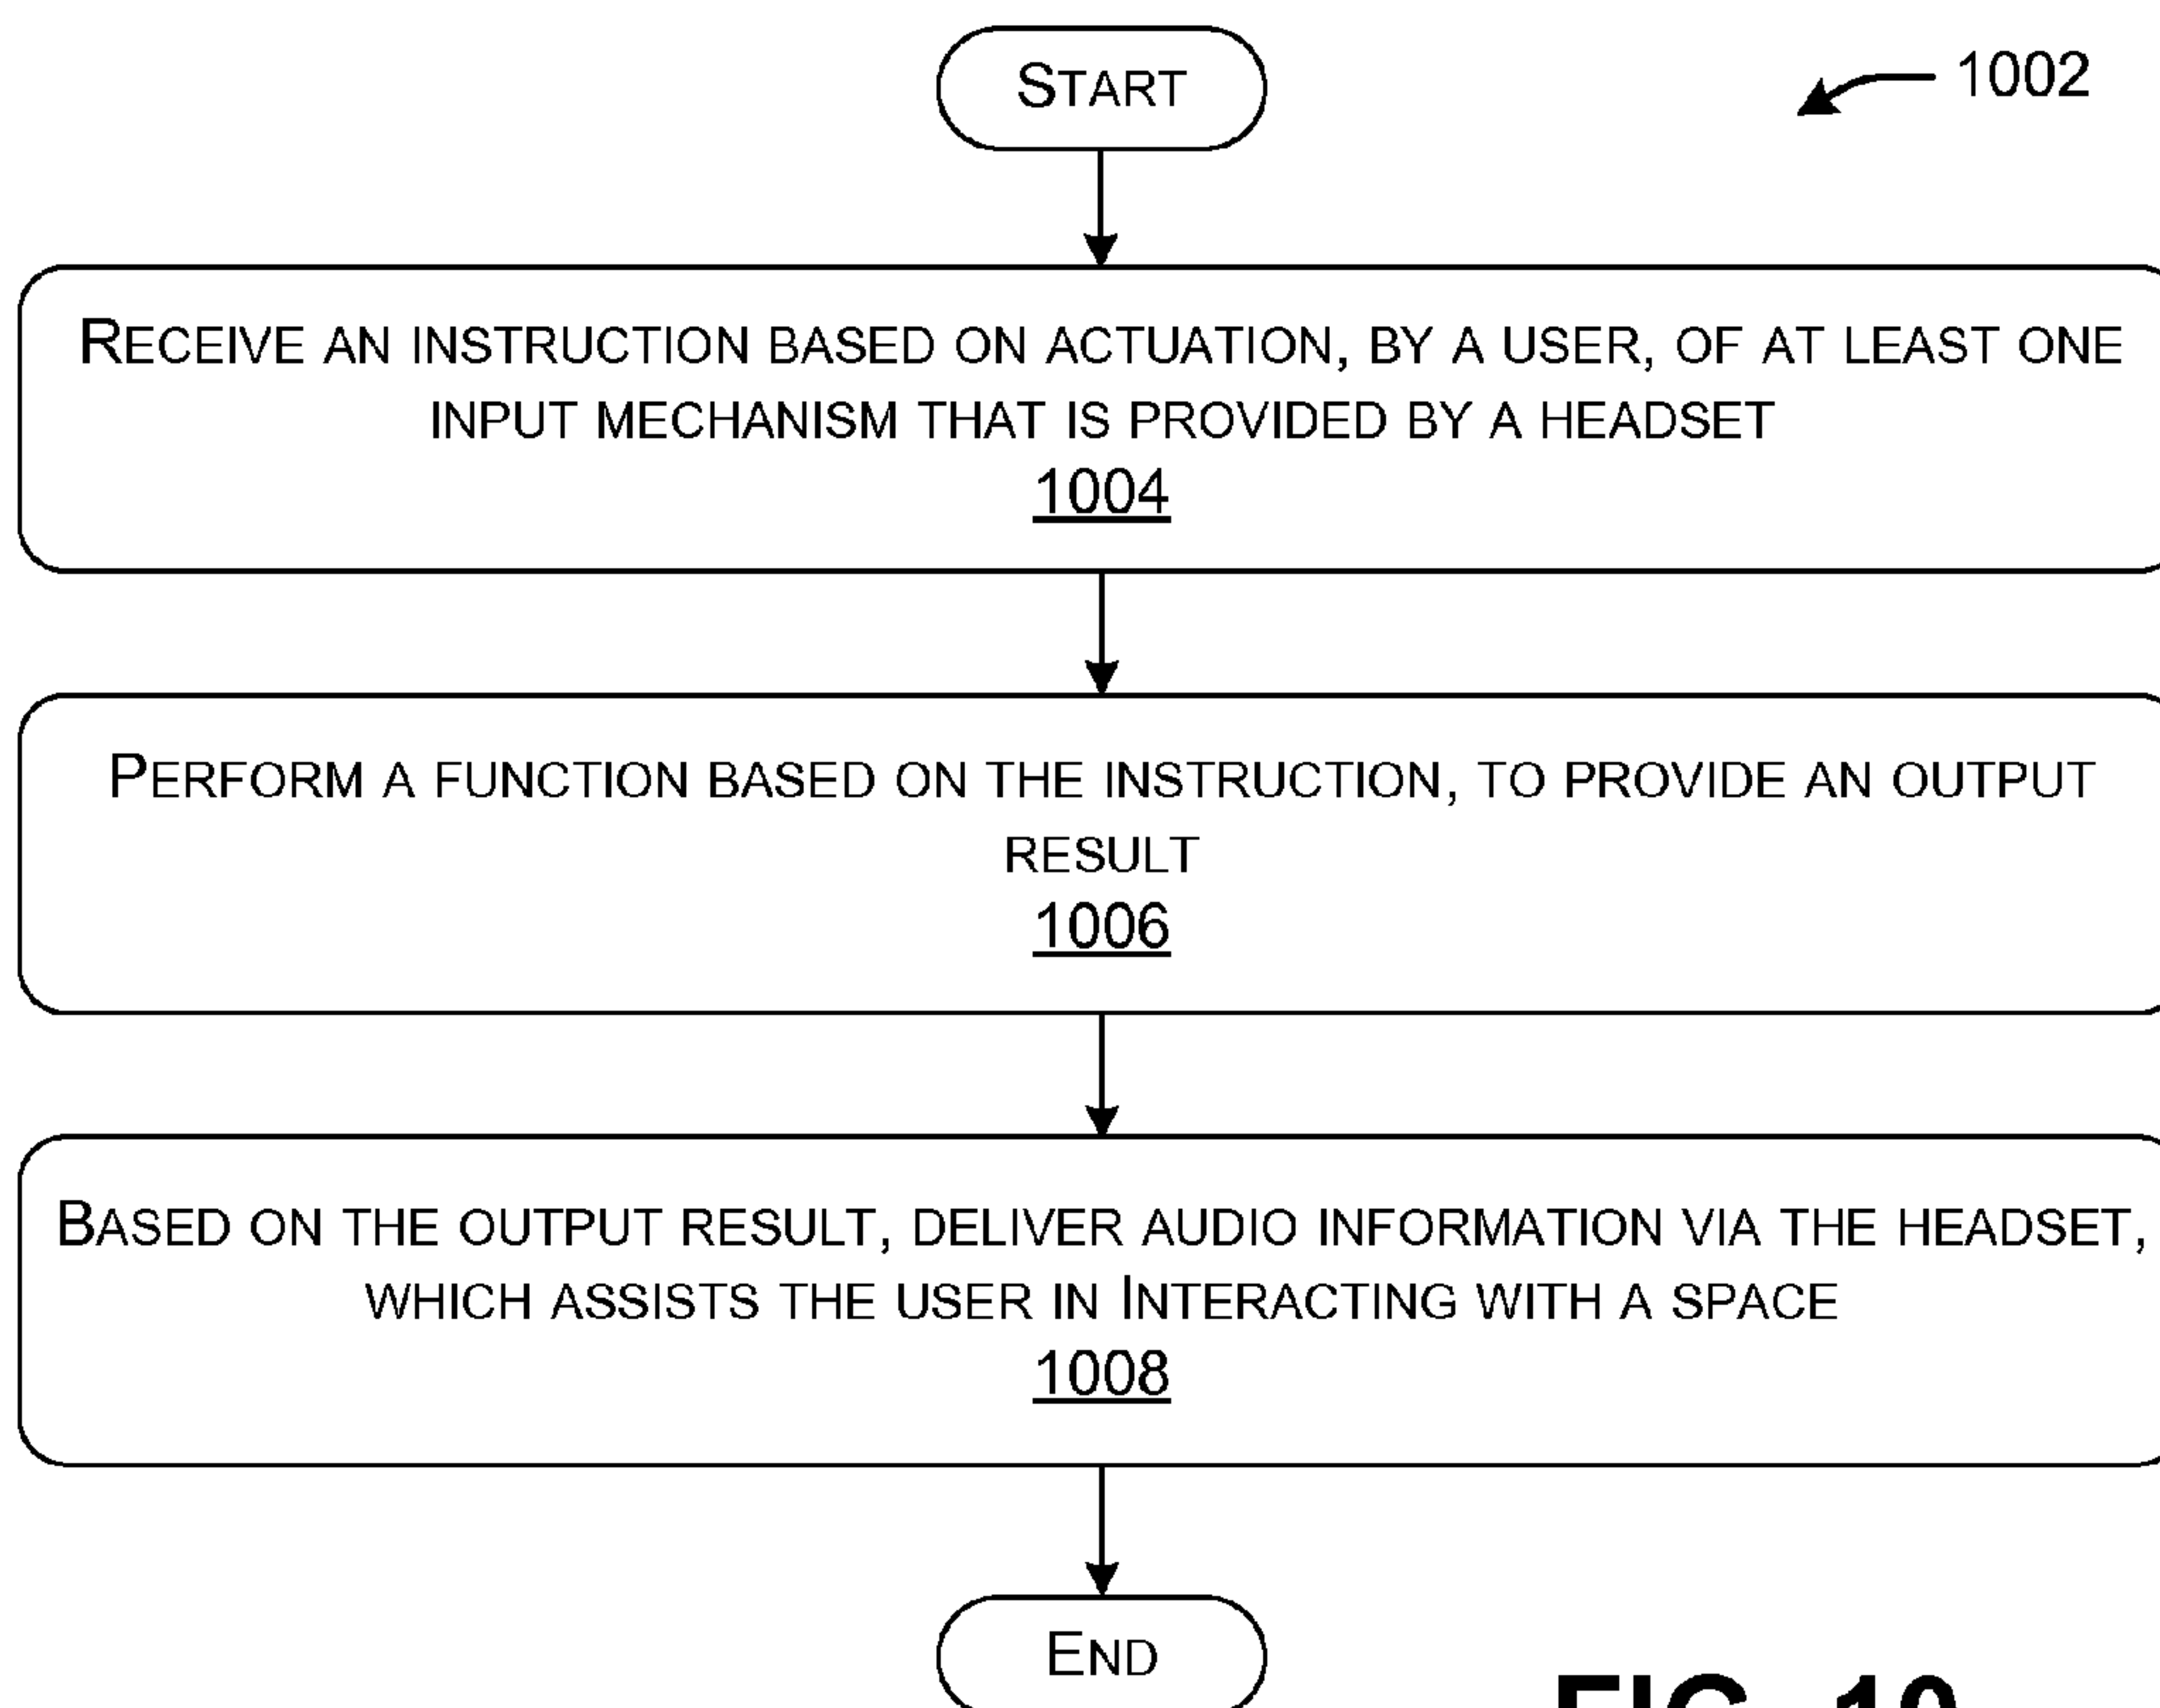 START
1002
RECEIVE AN INSTRUCTION BASED ON ACTUATION, BY A USER, OF AT LEAST ONE
INPUT MECHANISM THAT IS PROVIDED BY A HEADSET
1004
PERFORM A FUNCTION BASED ON THE INSTRUCTION, TO PROVIDE AN OUTPUT
RESULT
1006
BASED ON THE OUTPUT RESULT, DELIVER AUDIO INFORMATION VIA THE HEADSET,
WHICH ASSISTS THE USER IN INTERACTING WITH A SPACE
1008
END
FIG. 10